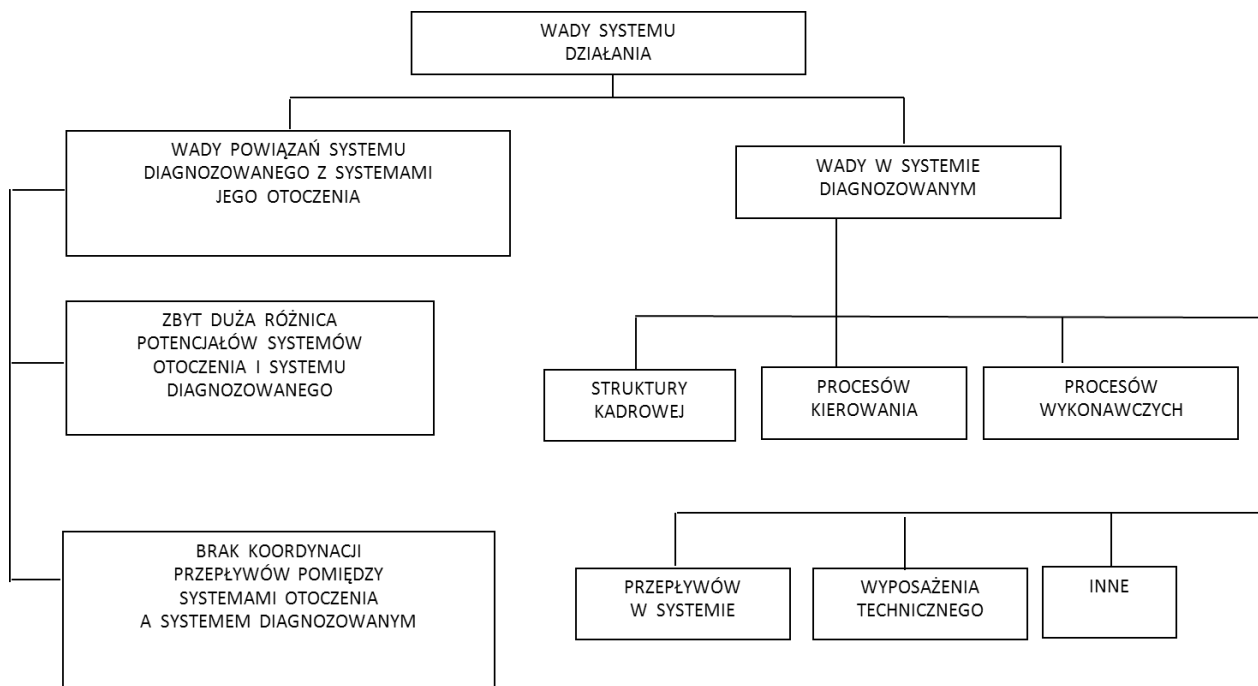 WADY SYSTEMU
DZIAŁANIA
WADY POWIĄZAŃ SYSTEMU
DIAGNOZOWANEGO Z SYSTEMAMI
JEGO OTOCZENIA
WADY W SYSTEMIE
DIAGNOZOWANYM
ZBYT DUŻA RÓŻNICA
POTENCJAŁÓW SYSTEMÓW
OTOCZENIA I SYSTEMU
DIAGNOZOWANEGO
STRUKTURY
KADROWEJ
PROCESÓW
KIEROWANIA
PROCESÓW
WYKONAWCZYCH
BRAK KOORDYNACJI
PRZEPŁYWÓW POMIĘDZY
SYSTEMAMI OTOCZENIA
A SYSTEMEM DIAGNOZOWANYM
PRZEPŁYWÓW
W SYSTEMIE
WYPOSAŻENIA
TECHNICZNEGO
INNE